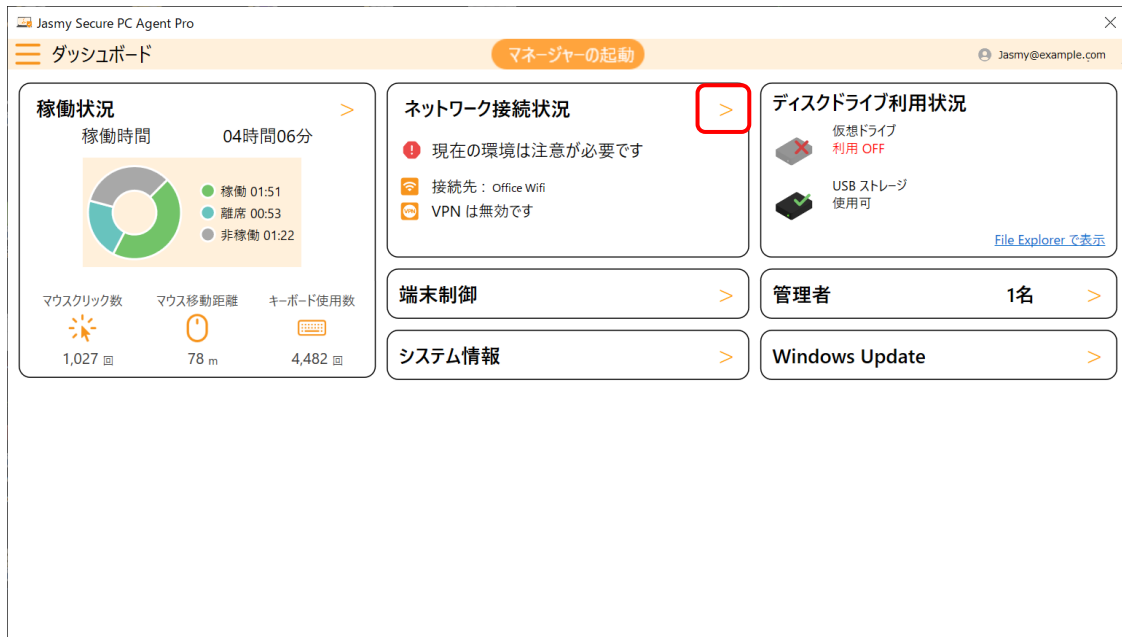 Jasmy Secure PC Agent Pro
ダッシュボード
マネージャーの起動
Jasmy@example.com
稼働状況 >
稼働時間 04時間06分
稼働 01:51
離席 00:53
非稼働 01:22
マウスクリック数 マウス移動距離 キーボード使用数
1,027 回 78 m 4,482 回
ネットワーク接続状況 >
現在の環境は注意が必要です
接続先 : Office Wifi
VPN
VPN は無効です
ディスクドライブ利用状況
仮想ドライブ
利用 OFF
USB ストレージ
使用可
File Explorer で表示
端末制御 >
管理者 1名 >
システム情報 >
Windows Update >